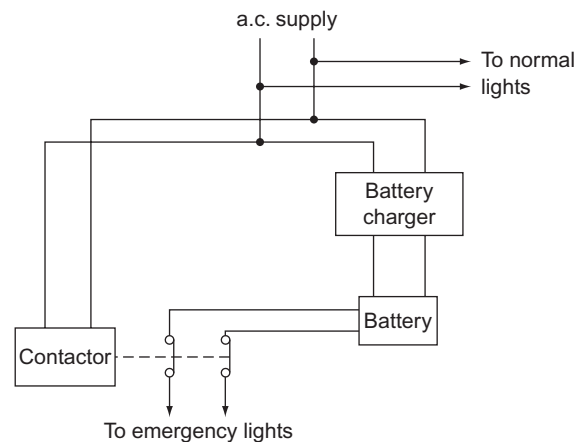 a.c. supply
To normal
lights
Battery
charger
Battery
Contactor
To emergency lights